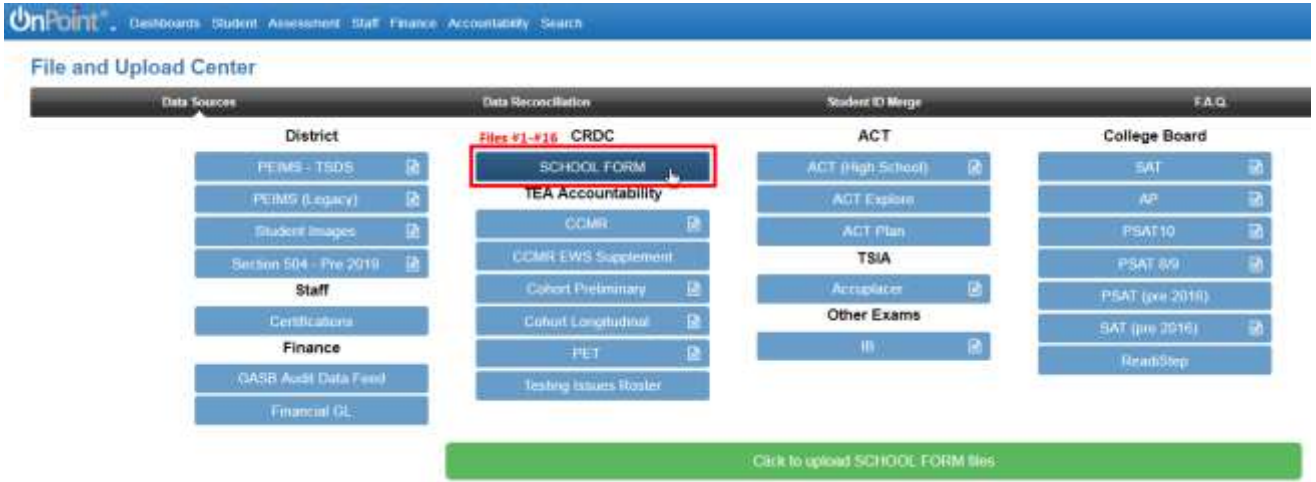 OnPoint. Dashboards Student Assessment Staff Finance Accountability Search
File and Upload Center
Data Sources Data Reconciliation Student ID Merge F.A.Q.
District
PEIMS - TSDS
PEIMS (Legacy)
Student Images
Section 504 - Pre 2019
Staff
Certifications
Finance
GASB Audit Data Feed
Financial GL
Files #1-#16 CRDC
SCHOOL FORM
TEA Accountability
CCMR
CCMR EWS Supplement
Cohort Preliminary
Cohort Longitudinal
PET
Testing Issues Roster
ACT
ACT (High School)
ACT Explore
ACT Plan
TSIA
Accuplacer
Other Exams
IB
College Board
SAT
AP
PSAT10
PSAT 8/9
PSAT (pre 2016)
SAT (pre 2016)
ReadiStep
Click to upload SCHOOL FORM files